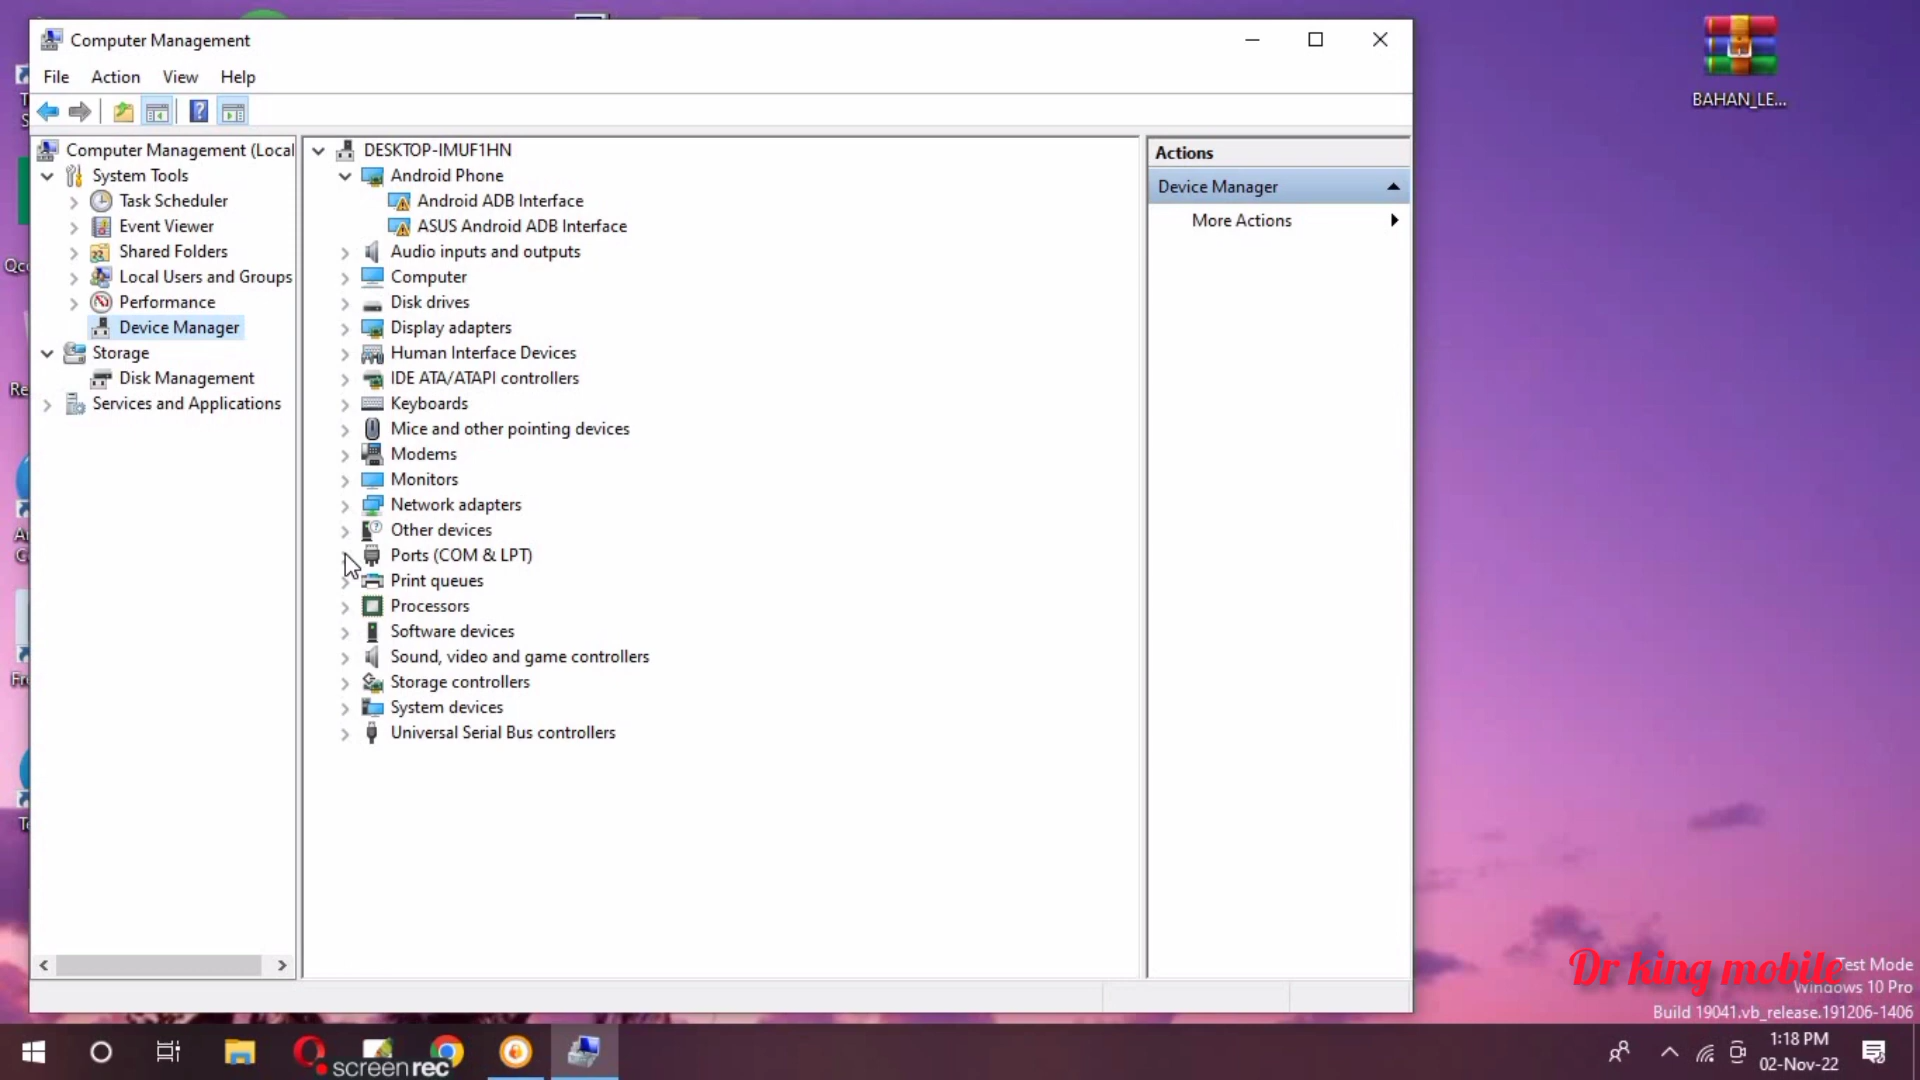 Computer Management
File Action View Help
Computer Management (Local
System Tools
Task Scheduler
Event Viewer
Shared Folders
Local Users and Groups
Performance
Device Manager
Storage
Disk Management
Services and Applications
DESKTOP-IMUF1HN
Android Phone
Android ADB Interface
ASUS Android ADB Interface
Audio inputs and outputs
Computer
Disk drives
Display adapters
Human Interface Devices
IDE ATA/ATAPI controllers
Keyboards
Mice and other pointing devices
Modems
Monitors
Network adapters
Other devices
Ports (COM & LPT)
Print queues
Processors
Software devices
Sound, video and game controllers
Storage controllers
System devices
Universal Serial Bus controllers
Actions
Device Manager
More Actions
BAHAN_LE...
Qco
Re
Fr
Dr king mobile
Test Mode
Windows 10 Pro
Build 19041.vb_release.191206-1406
screenrec
1:18 PM
02-Nov-22